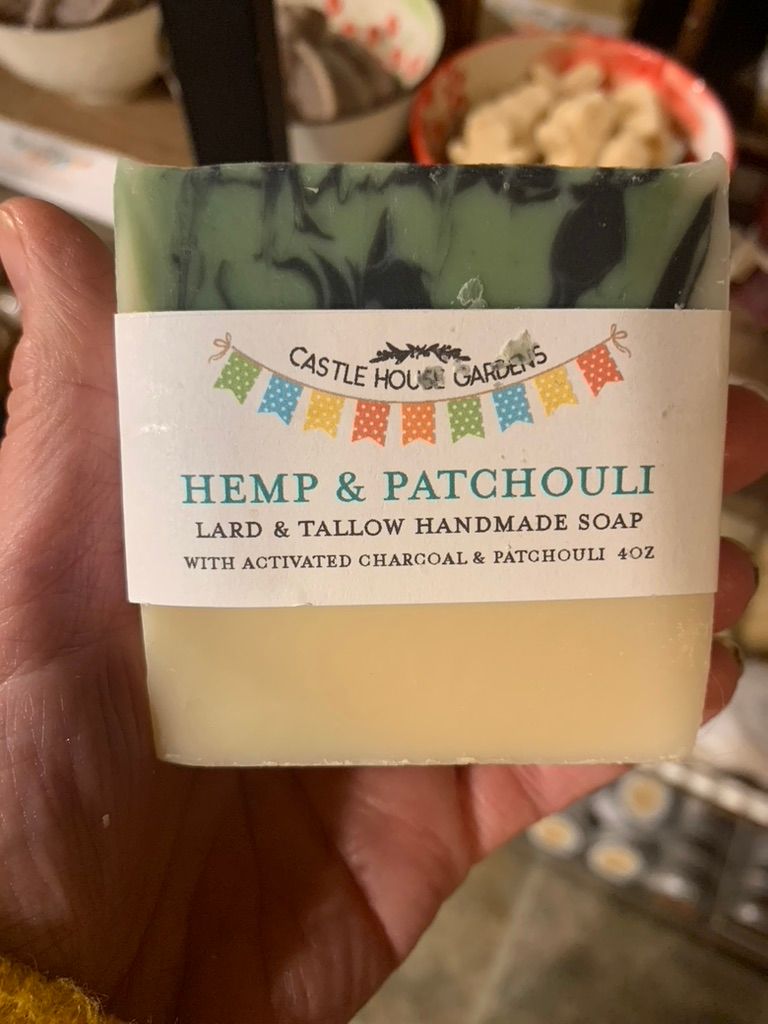 CASTLE HOUSE GARDENS
HEMP & PATCHOULI
LARD & TALLOW HANDMADE SOAP
WITH ACTIVATED CHARCOAL & PATCHOULI 4OZ